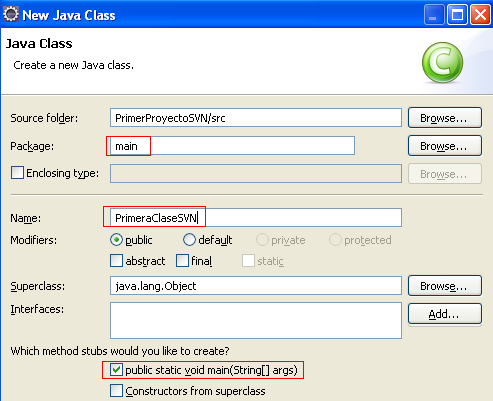 New Java Class
Java Class
Create a new Java class.
C
Source folder: PrimerProyectoSVN/src Browse...
Package: main Browse...
Enclosing type: Browse...
Name: PrimeraClaseSVN
Modifiers: public default private protected
abstract final static
Superclass: java.lang.Object Browse...
Interfaces: Add...
Which method stubs would you like to create?
public static void main(String[] args)
Constructors from superclass